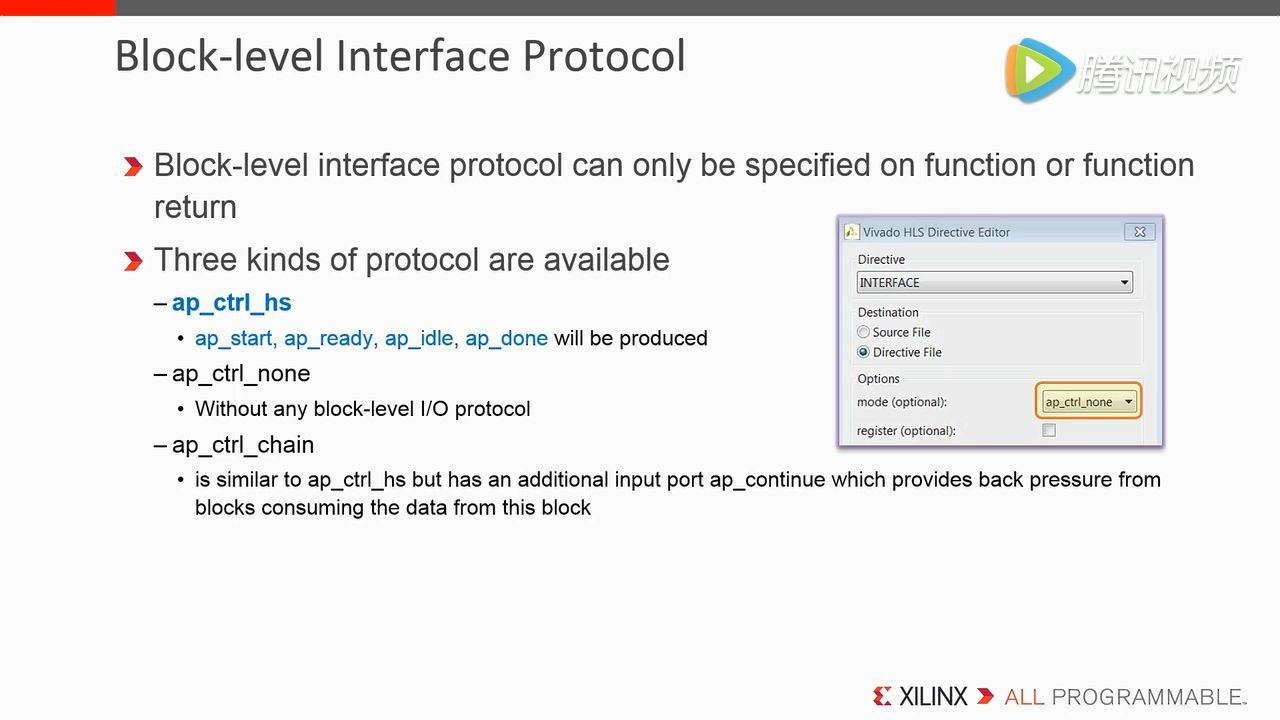 Block-level Interface Protocol
腾讯视频
Block-level interface protocol can only be specified on function or function
return
Three kinds of protocol are available
– ap_ctrl_hs
• ap_start, ap_ready, ap_idle, ap_done will be produced
– ap_ctrl_none
• Without any block-level I/O protocol
– ap_ctrl_chain
• is similar to ap_ctrl_hs but has an additional input port ap_continue which provides back pressure from
blocks consuming the data from this block
Vivado HLS Directive Editor
Directive
INTERFACE
Destination
Source File
Directive File
Options
mode (optional):
ap_ctrl_none
register (optional):
XILINX ALL PROGRAMMABLE™